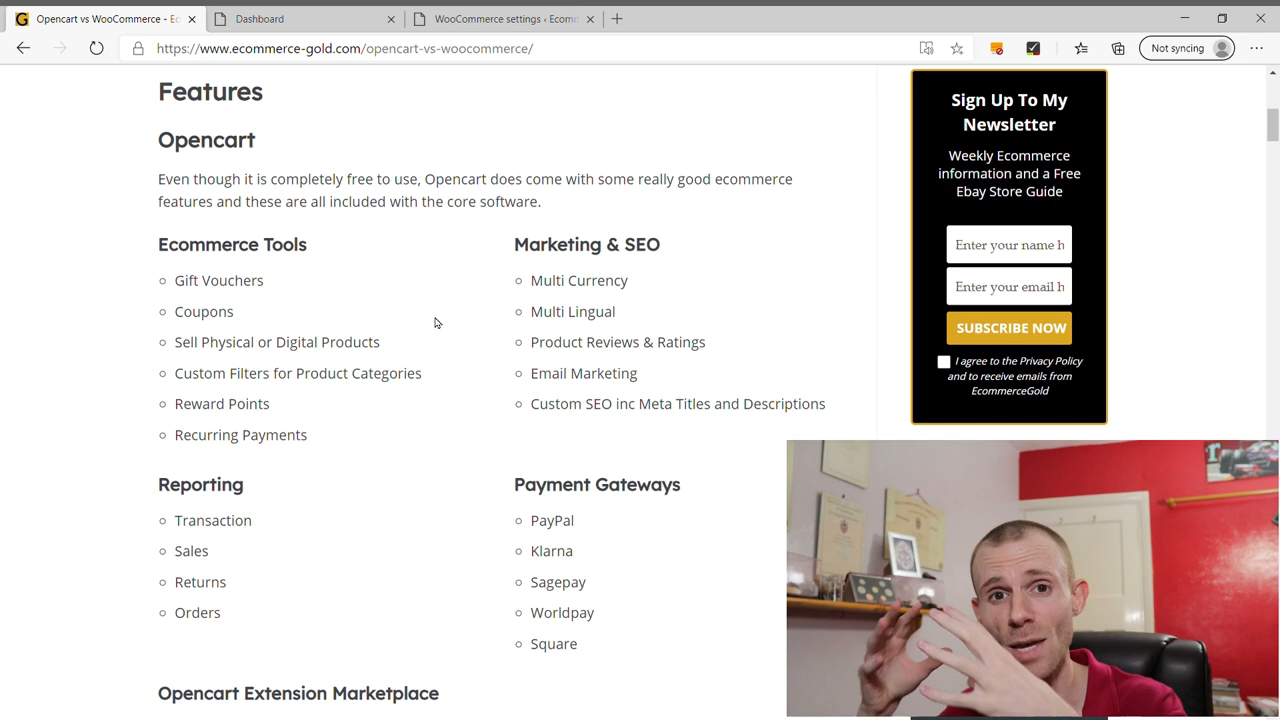 Opencart vs WooCommerce - Ec
Dashboard
WooCommerce settings ‹ Ecomm
https://www.ecommerce-gold.com/opencart-vs-woocommerce/
Not syncing
Features
Opencart
Even though it is completely free to use, Opencart does come with some really good ecommerce
features and these are all included with the core software.
Ecommerce Tools
Gift Vouchers
Coupons
Sell Physical or Digital Products
Custom Filters for Product Categories
Reward Points
Recurring Payments
Marketing & SEO
Multi Currency
Multi Lingual
Product Reviews & Ratings
Email Marketing
Custom SEO inc Meta Titles and Descriptions
Reporting
Transaction
Sales
Returns
Orders
Payment Gateways
PayPal
Klarna
Sagepay
Worldpay
Square
Opencart Extension Marketplace
Sign Up To My
Newsletter
Weekly Ecommerce
information and a Free
Ebay Store Guide
Enter your name h
Enter your email h
SUBSCRIBE NOW
I agree to the Privacy Policy
and to receive emails from
EcommerceGold